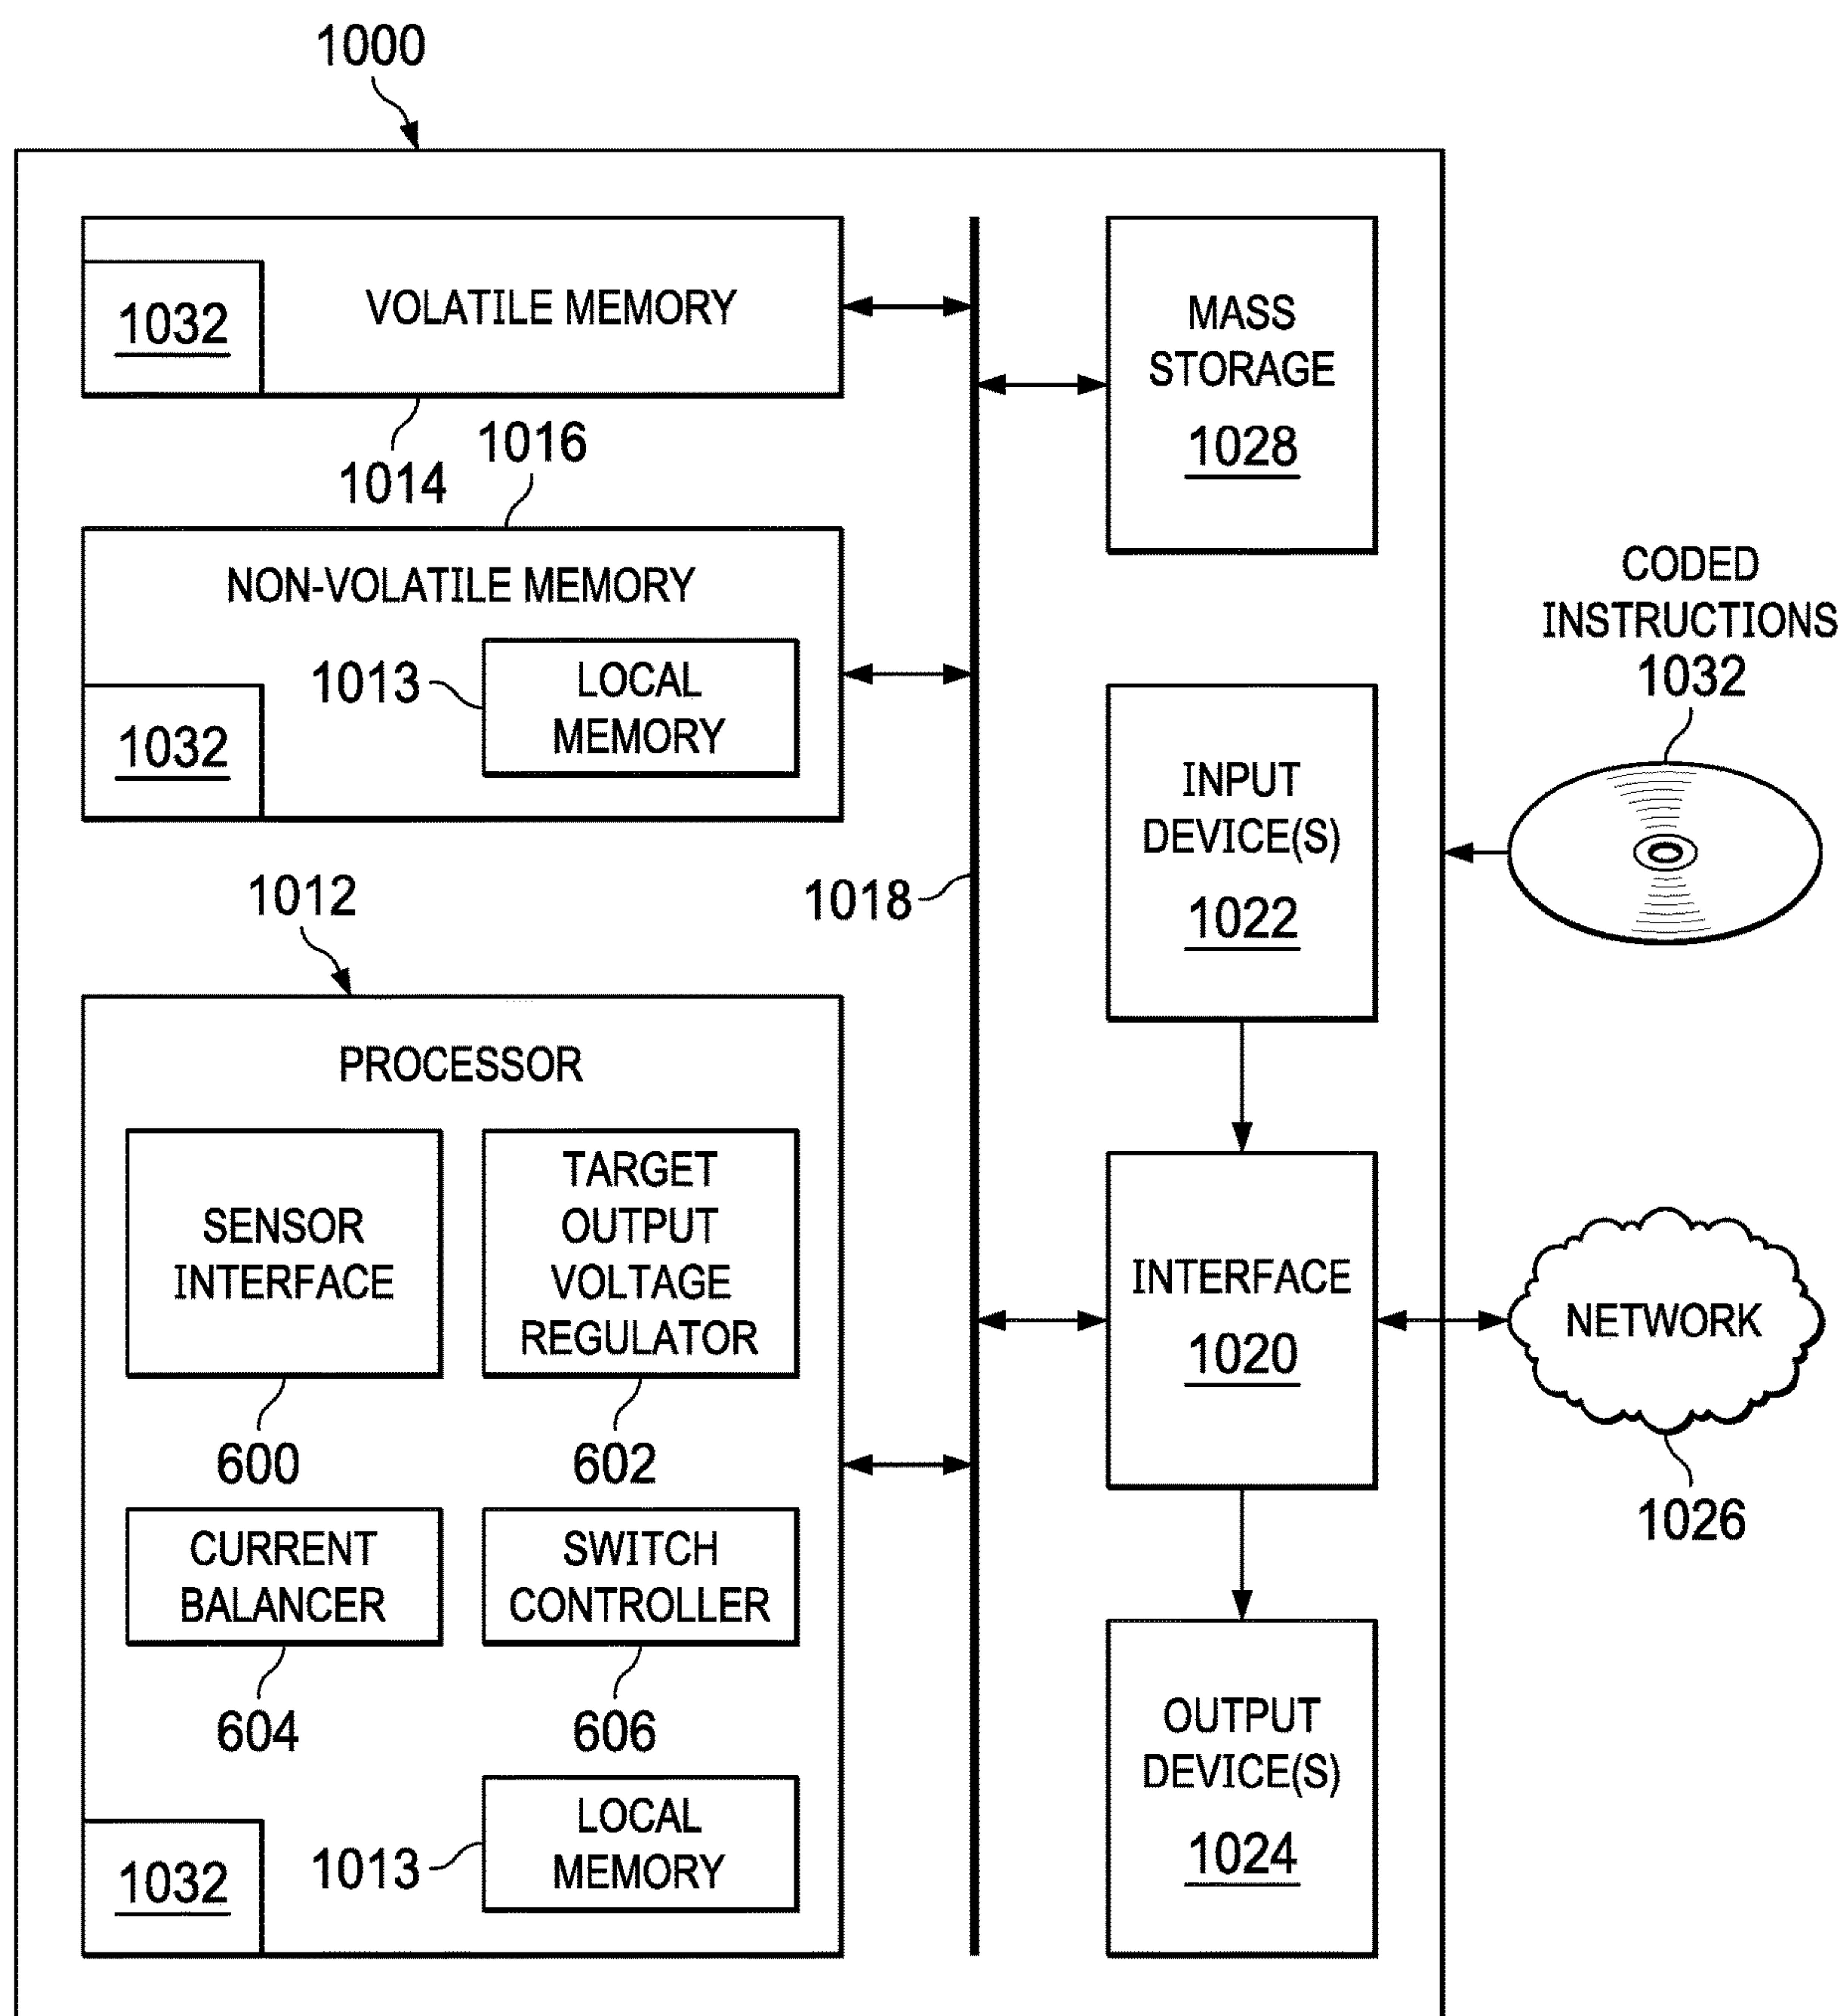 1000
1032
VOLATILE MEMORY
1014
1016
NON-VOLATILE MEMORY
1013
LOCAL
MEMORY
1032
1012
PROCESSOR
SENSOR
INTERFACE
600
TARGET
OUTPUT
VOLTAGE
REGULATOR
602
CURRENT
BALANCER
604
SWITCH
CONTROLLER
606
1013
LOCAL
MEMORY
1032
1018
MASS
STORAGE
1028
INPUT
DEVICE(S)
1022
INTERFACE
1020
OUTPUT
DEVICE(S)
1024
CODED
INSTRUCTIONS
1032
NETWORK
1026